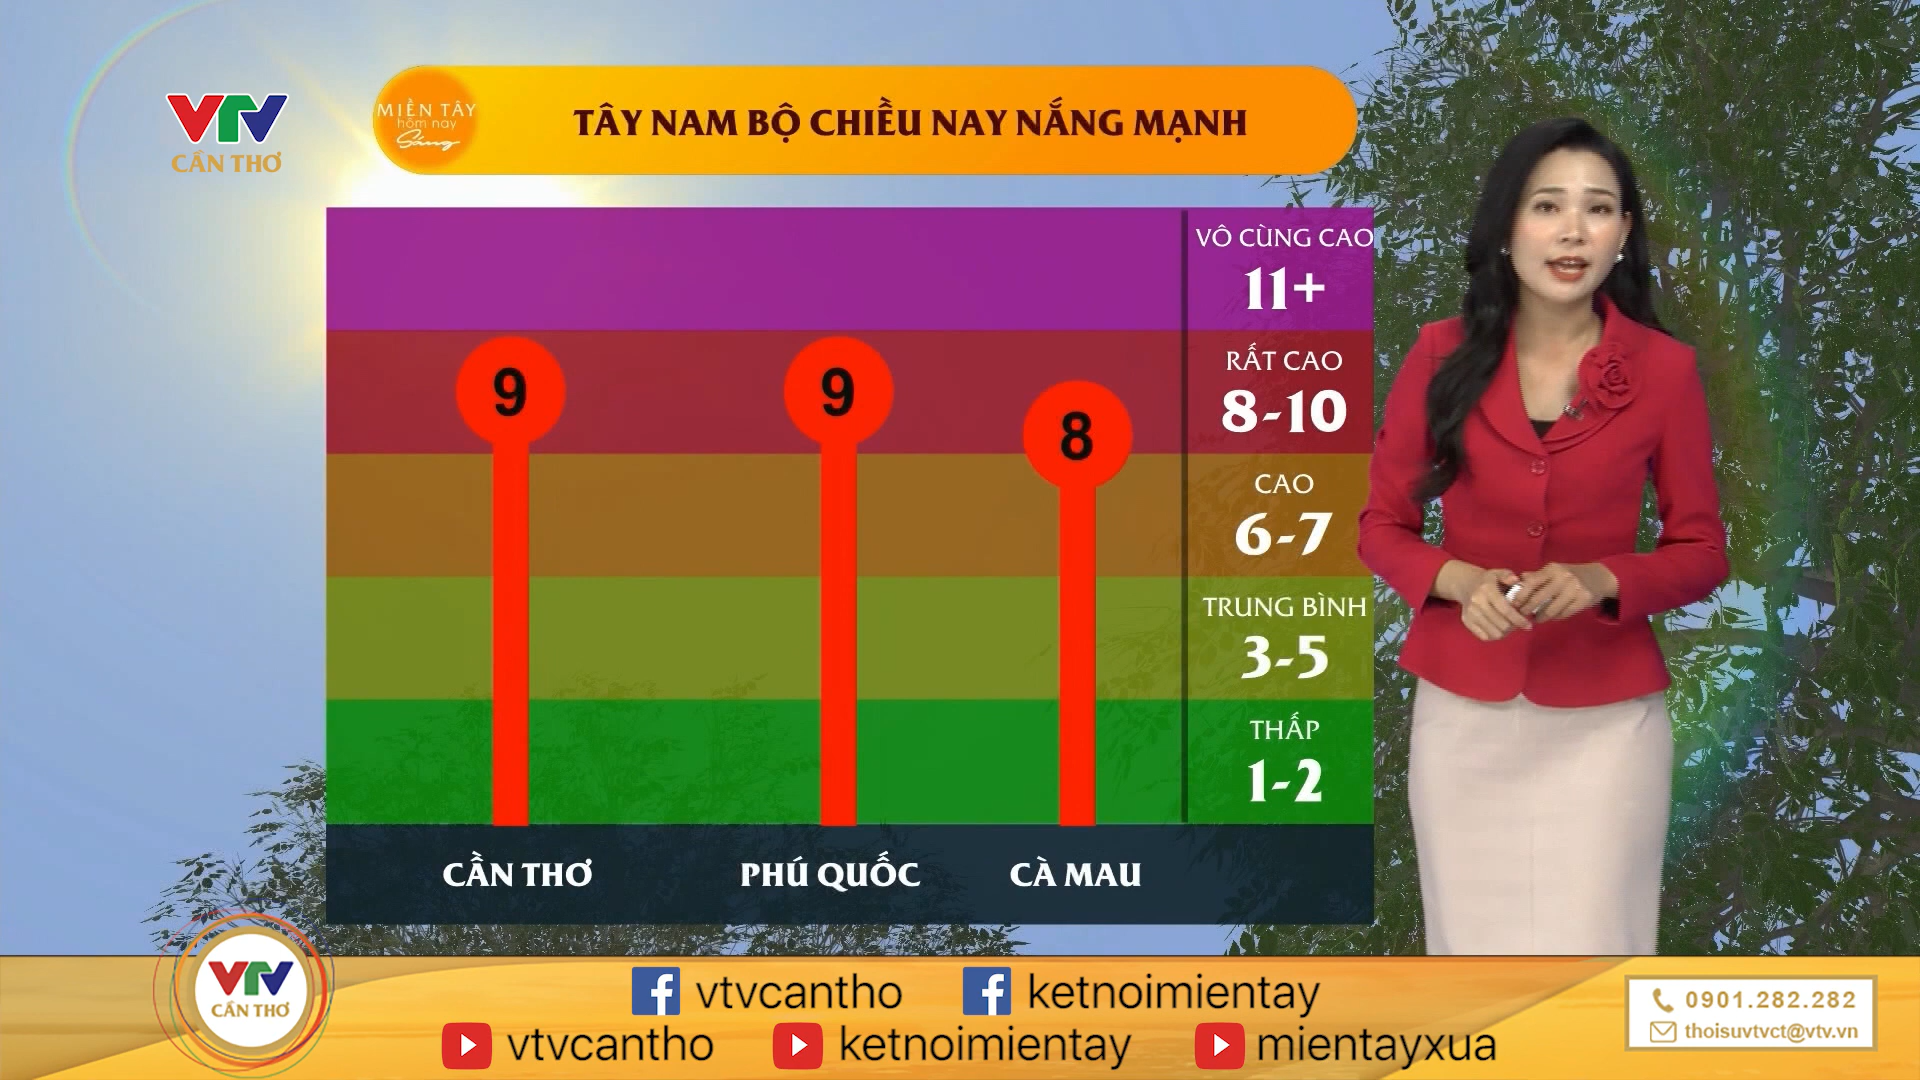 VTV
CẦN THƠ
MIỀN TÂY
hôm nay
Sáng
TÂY NAM BỘ CHIỀU NAY NẮNG MẠNH
VÔ CÙNG CAO
11+
RẤT CAO
8-10
CAO
6-7
TRUNG BÌNH
3-5
THẤP
1-2
9
9
8
CẦN THƠ
PHÚ QUỐC
CÀ MAU
VTV
CẦN THƠ
vtvcantho
ketnoimientay
vtvcantho
ketnoimientay
mientayxua
0901.282.282
thoisuvtvct@vtv.vn